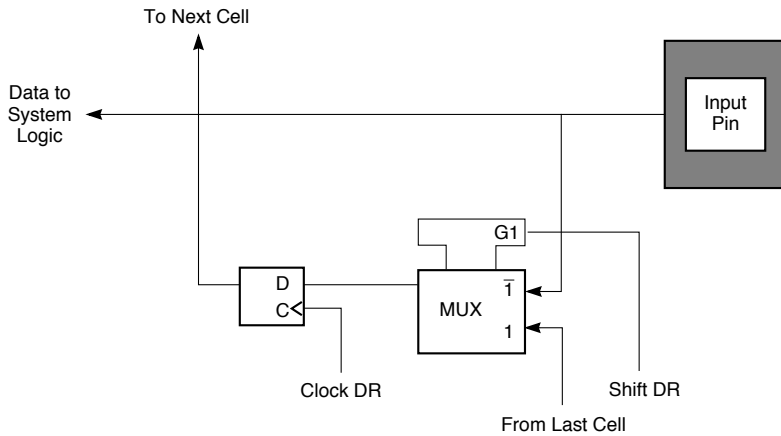 To Next Cell
Data to
System
Logic
Input
Pin
G1
D
C
MUX
1̅
1
Clock DR
Shift DR
From Last Cell